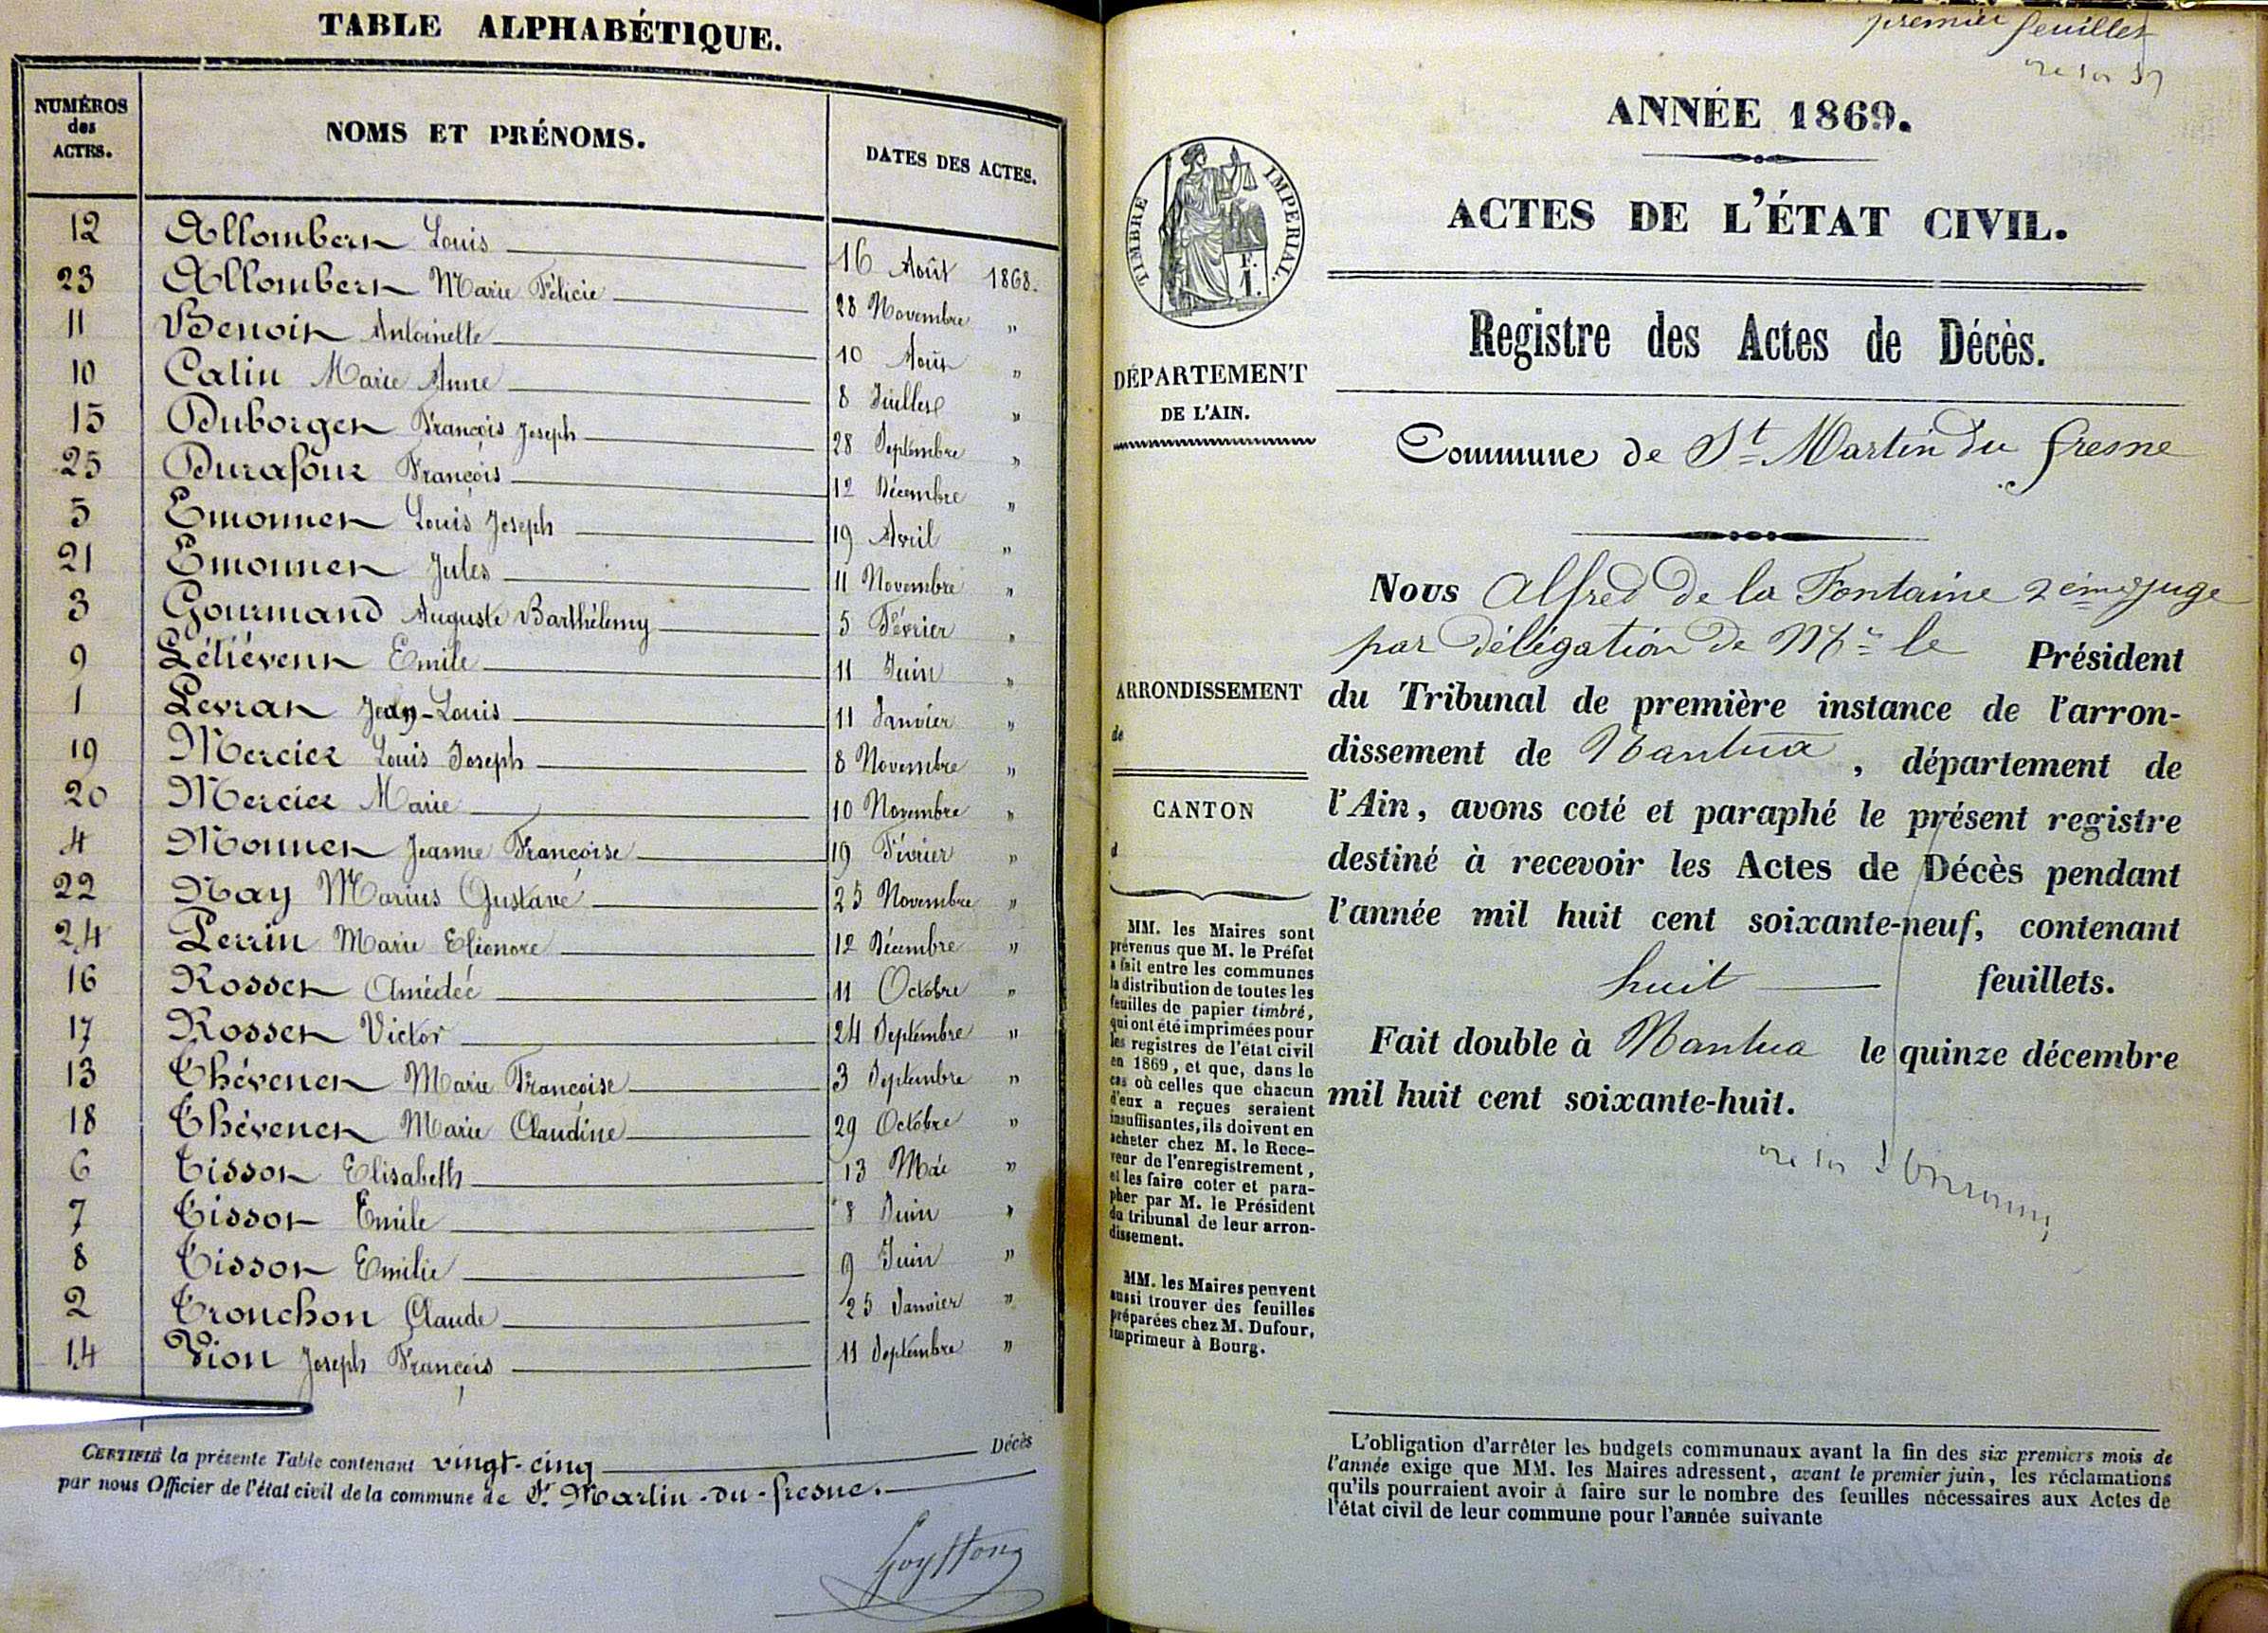 TABLE ALPHABÉTIQUE.
NUMÉROS des ACTES. NOMS ET PRÉNOMS. DATES DES ACTES.
12 Allombert Louis 16 Août 1868.
23 Allombert Marie Félicie 28 Novembre "
11 Benoit Antoinette 10 Août "
10 Catin Marie Anne 8 Juillet "
15 Duborget François Joseph 28 Septembre "
25 Durafour François 12 Décembre "
5 Emonnet Louis Joseph 19 Avril "
21 Emonnet Jules 11 Novembre "
3 Gourmand Auguste Barthélemy 5 Février "
9 Léliévent Emile 11 Juin "
1 Levrat Jean-Louis 11 Janvier "
19 Mercier Louis Joseph 8 Novembre "
20 Mercier Marie 10 Novembre "
4 Monnet Jeanne Françoise 19 Février "
22 Nay Marius Gustave 25 Novembre "
24 Perrin Marie Elionore 12 Décembre "
16 Rosset Amédée 11 Octobre "
17 Rosset Victor 24 Septembre "
13 Thévenet Marie Françoise 3 Septembre "
18 Thévenet Marie Claudine 29 Octobre "
6 Tissot Elisabeth 13 Mai "
7 Tissot Emile 8 Juin "
8 Tissot Emilie 9 Juin "
2 Tronchon Claude 25 Janvier "
14 Vion Joseph François 11 Septembre "
CERTIFIÉ la présente Table contenant vingt-cinq Décès
par nous Officier de l'état civil de la commune de St Martin-du-fresne.
premier feuillet
ANNÉE 1869.
TIMBRE IMPERIAL.
F.
1.
ACTES DE L'ÉTAT CIVIL.
Registre des Actes de Décès.
DÉPARTEMENT
DE L'AIN.
Commune de St Martin du fresne
ARRONDISSEMENT
de
CANTON
d
MM. les Maires sont
prévenus que M. le Préfet
a fait entre les communes
la distribution de toutes les
feuilles de papier timbré,
qui ont été imprimées pour
les registres de l'état civil
en 1869, et que, dans le
cas où celles que chacun
d'eux a reçues seraient
insuffisantes, ils doivent en
acheter chez M. le Rece-
veur de l'enregistrement,
et les faire coter et para-
pher par M. le Président
du tribunal de leur arron-
dissement.
MM. les Maires peuvent
aussi trouver des feuilles
préparées chez M. Dufour,
imprimeur à Bourg.
Nous Alfred de la Fontaine 2ème juge
par délégation de Mr le Président
du Tribunal de première instance de l'arron-
dissement de Nantua, département de
l'Ain, avons coté et paraphé le présent registre
destiné à recevoir les Actes de Décès pendant
l'année mil huit cent soixante-neuf, contenant
huit feuillets.
Fait double à Nantua le quinze décembre
mil huit cent soixante-huit.
L'obligation d'arrêter les budgets communaux avant la fin des six premiers mois de
l'année exige que MM. les Maires adressent, avant le premier juin, les réclamations
qu'ils pourraient avoir à faire sur le nombre des feuilles nécessaires aux Actes de
l'état civil de leur commune pour l'année suivante